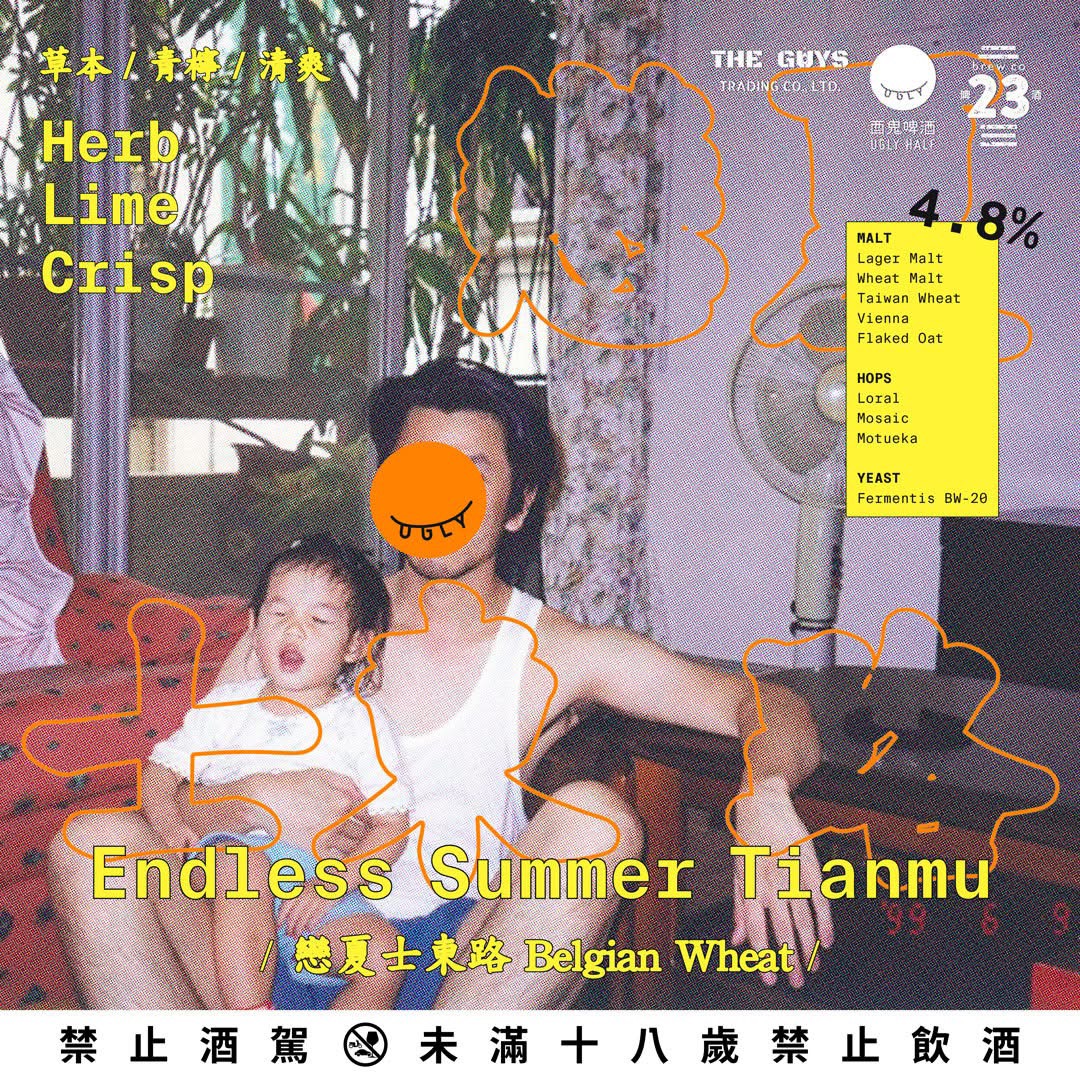 草本 / 青檸 / 清爽
Herb
Lime
Crisp
THE GUYS
TRADING CO., LTD.
UGLY
酉鬼啤酒
UGLY HALF
brew co
啤 23 酒
4.8%
MALT
Lager Malt
Wheat Malt
Taiwan Wheat
Vienna
Flaked Oat
HOPS
Loral
Mosaic
Motueka
YEAST
Fermentis BW-20
UGLY
Endless Summer Tianmu
99 6 9
/ 戀夏士東路 Belgian Wheat /
禁止酒駕 未滿十八歲禁止飲酒